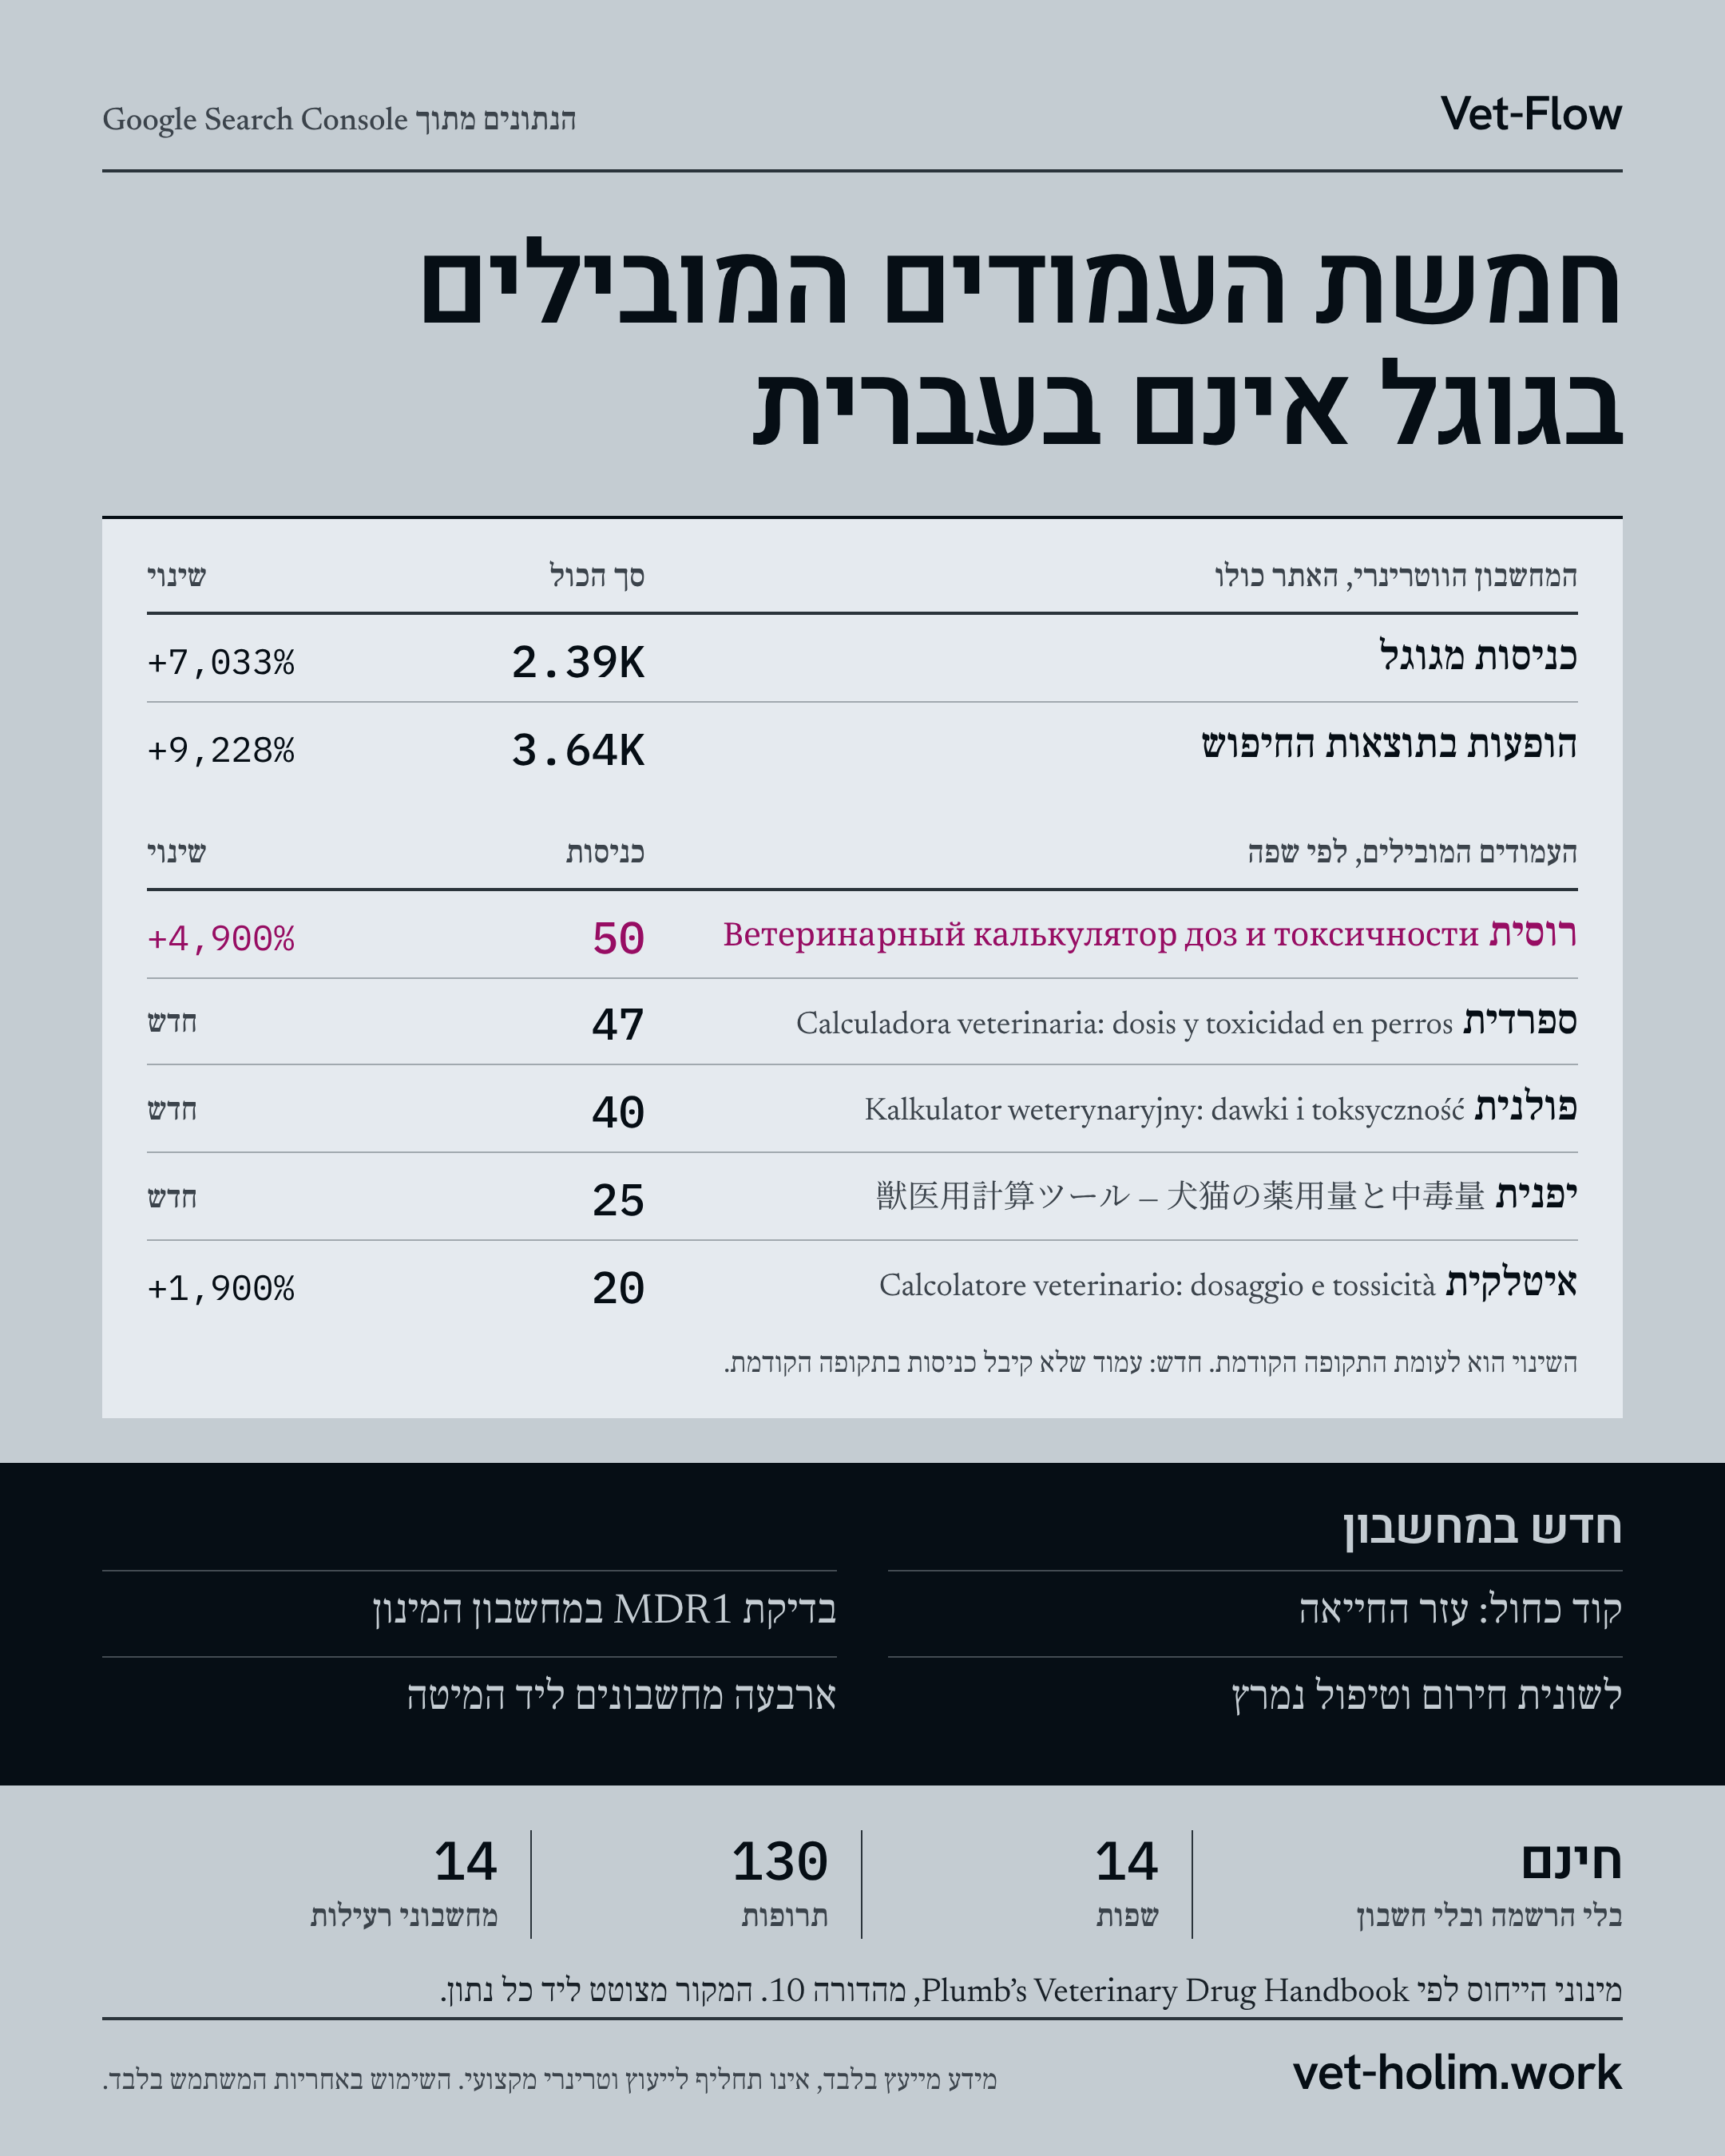 Vet-Flow
הנתונים מתוך Google Search Console
חמשת העמודים המובילים
בגוגל אינם בעברית
המחשבון הווטרינרי, האתר כולו סך הכול שינוי
כניסות מגוגל 2.39K +7,033%
הופעות בתוצאות החיפוש 3.64K +9,228%
העמודים המובילים, לפי שפה כניסות שינוי
רוסית Ветеринарный калькулятор доз и токсичности 50 +4,900%
ספרדית Calculadora veterinaria: dosis y toxicidad en perros 47 חדש
פולנית Kalkulator weterynaryjny: dawki i toksyczność 40 חדש
יפנית 獣医用計算ツール – 犬猫の薬用量と中毒量 25 חדש
איטלקית Calcolatore veterinario: dosaggio e tossicità 20 +1,900%
השינוי הוא לעומת התקופה הקודמת. חדש: עמוד שלא קיבל כניסות בתקופה הקודמת.
חדש במחשבון
קוד כחול: עזר החייאה
בדיקת MDR1 במחשבון המינון
לשונית חירום וטיפול נמרץ
ארבעה מחשבונים ליד המיטה
חינם 14 130 14
בלי הרשמה ובלי חשבון שפות תרופות מחשבוני רעילות
מינוני הייחוס לפי Plumb’s Veterinary Drug Handbook, מהדורה 10. המקור מצוטט ליד כל נתון.
vet-holim.work
מידע מייעץ בלבד, אינו תחליף לייעוץ וטרינרי מקצועי. השימוש באחריות המשתמש בלבד.